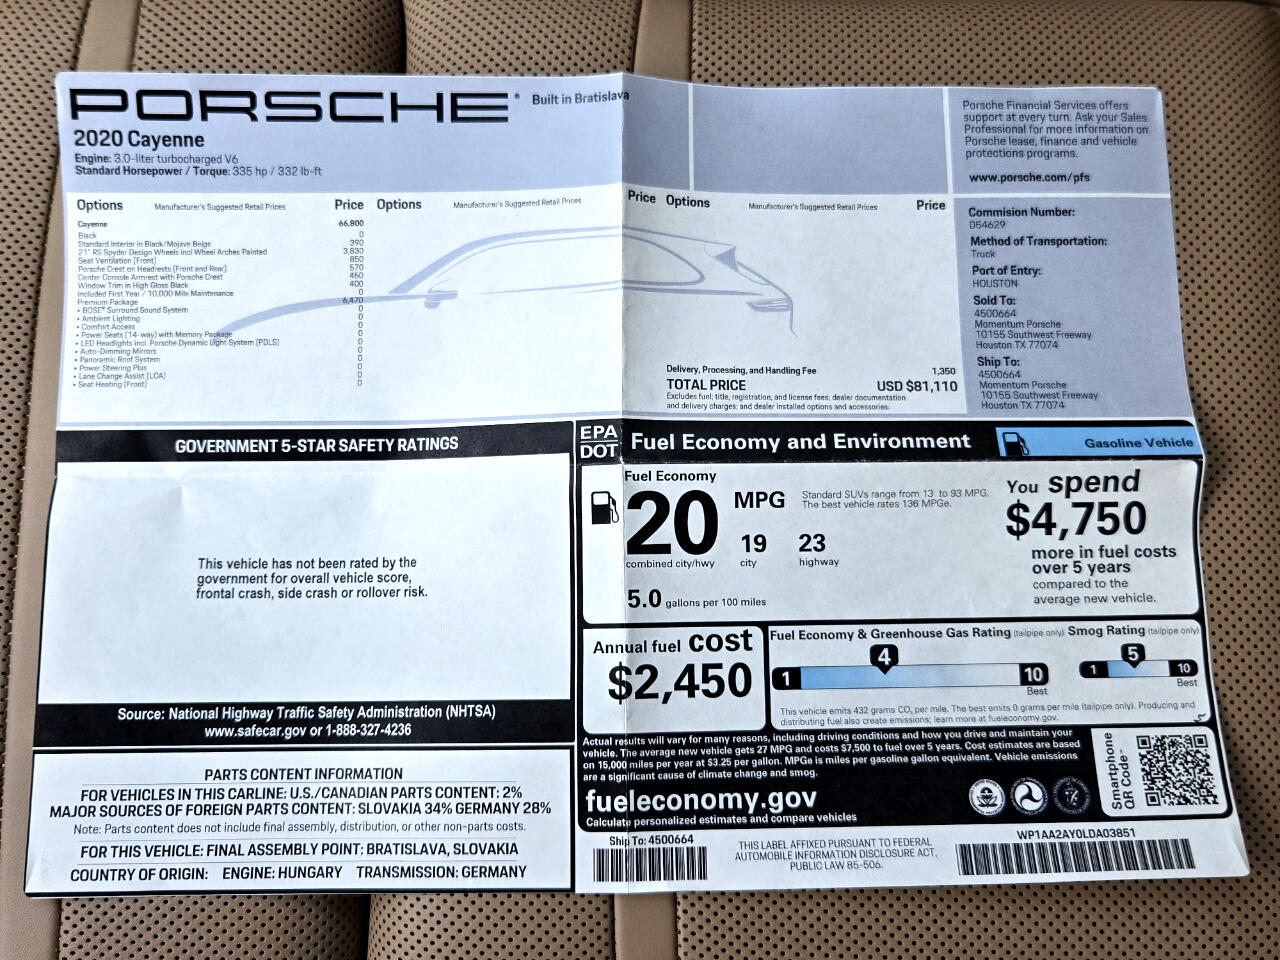 PORSCHE® Built in Bratislava
2020 Cayenne
Engine: 3.0-liter turbocharged V6
Standard Horsepower / Torque: 335 hp / 332 lb-ft
Porsche Financial Services offers
support at every turn. Ask your Sales
Professional for more information on
Porsche lease, finance and vehicle
protections programs.
www.porsche.com/pfs
Options Manufacturer's Suggested Retail Prices Price Options Manufacturer's Suggested Retail Prices Price Options Manufacturer's Suggested Retail Prices Price
Cayenne 66,800
Black 0
Standard Interior in Black/Mojave Beige 390
21" RS Spyder Design Wheels incl Wheel Arches Painted 3,830
Seat Ventilation (Front) 850
Porsche Crest on Headrests (Front and Rear) 570
Center Console Armrest with Porsche Crest 450
Window Trim in High Gloss Black 400
Included First Year / 10,000 Mile Maintenance 0
Premium Package 6,470
• BOSE® Surround Sound System 0
• Ambient Lighting 0
• Comfort Access 0
• Power Seats (14-way) with Memory Package 0
• LED Headlights incl. Porsche Dynamic Light System (PDLS) 0
• Auto-Dimming Mirrors 0
• Panoramic Roof System 0
• Power Steering Plus 0
• Lane Change Assist (LCA) 0
• Seat Heating (Front) 0
Delivery, Processing, and Handling Fee 1,350
TOTAL PRICE USD $81,110
Excludes fuel; title, registration, and license fees; dealer documentation
and delivery charges; and dealer installed options and accessories.
Commision Number:
D54629
Method of Transportation:
Truck
Port of Entry:
HOUSTON
Sold To:
4500664
Momentum Porsche
10155 Southwest Freeway
Houston TX 77074
Ship To:
4500664
Momentum Porsche
10155 Southwest Freeway
Houston TX 77074
GOVERNMENT 5-STAR SAFETY RATINGS
This vehicle has not been rated by the
government for overall vehicle score,
frontal crash, side crash or rollover risk.
Source: National Highway Traffic Safety Administration (NHTSA)
www.safecar.gov or 1-888-327-4236
PARTS CONTENT INFORMATION
FOR VEHICLES IN THIS CARLINE: U.S./CANADIAN PARTS CONTENT: 2%
MAJOR SOURCES OF FOREIGN PARTS CONTENT: SLOVAKIA 34% GERMANY 28%
Note: Parts content does not include final assembly, distribution, or other non-parts costs.
FOR THIS VEHICLE: FINAL ASSEMBLY POINT: BRATISLAVA, SLOVAKIA
COUNTRY OF ORIGIN: ENGINE: HUNGARY TRANSMISSION: GERMANY
EPA
DOT
Fuel Economy and Environment
Gasoline Vehicle
Fuel Economy
20 MPG
combined city/hwy
19
city
23
highway
Standard SUVs range from 13 to 93 MPG.
The best vehicle rates 136 MPGe.
5.0 gallons per 100 miles
You spend
$4,750
more in fuel costs
over 5 years
compared to the
average new vehicle.
Annual fuel cost
$2,450
Fuel Economy & Greenhouse Gas Rating (tailpipe only)
4
1 10
Best
Smog Rating (tailpipe only)
5
1 10
Best
This vehicle emits 432 grams CO₂ per mile. The best emits 0 grams per mile (tailpipe only). Producing and
distributing fuel also create emissions; learn more at fueleconomy.gov.
Actual results will vary for many reasons, including driving conditions and how you drive and maintain your
vehicle. The average new vehicle gets 27 MPG and costs $7,500 to fuel over 5 years. Cost estimates are based
on 15,000 miles per year at $3.25 per gallon. MPGe is miles per gasoline gallon equivalent. Vehicle emissions
are a significant cause of climate change and smog.
fueleconomy.gov
Calculate personalized estimates and compare vehicles
Smartphone
QR Code™
Ship To: 4500664
THIS LABEL AFFIXED PURSUANT TO FEDERAL
AUTOMOBILE INFORMATION DISCLOSURE ACT,
PUBLIC LAW 85-506.
WP1AA2AY0LDA03851